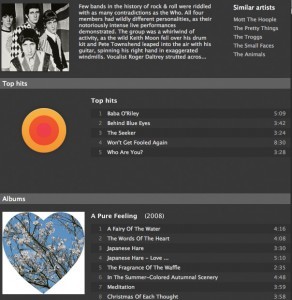 Few bands in the history of rock & roll were riddled
with as many contradictions as the Who. All four
members had wildly different personalities, as their
notoriously intense live performances
demonstrated. The group was a whirlwind of
activity, as the wild Keith Moon fell over his drum
kit and Pete Townshend leaped into the air with his
guitar, spinning his right hand in exaggerated
windmills. Vocalist Roger Daltrey strutted acros...
Similar artists
Mott The Hoople
The Pretty Things
The Troggs
The Small Faces
The Animals
Top hits
Top hits
1 Baba O'Riley 5:09
2 Behind Blue Eyes 3:42
3 The Seeker 3:24
4 Won't Get Fooled Again 8:30
5 Who Are You? 3:28
Albums
A Pure Feeling (2008)
1 A Fairy Of The Water 4:16
2 The Words Of The Heart 4:08
3 Japanese Hare 3:30
4 Japanese Hare - Love ... 5:10
5 The Fragrance Of The Waffle 2:35
6 In The Summer-Colored Autumnal Scenery 3:48
7 Meditation 3:59
8 Christmas Of Each Thought 3:58